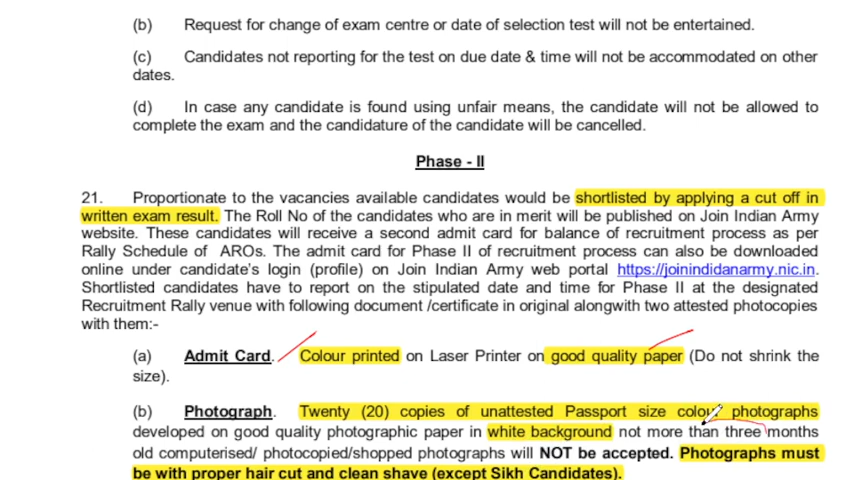 (b) Request for change of exam centre or date of selection test will not be entertained.
(c) Candidates not reporting for the test on due date & time will not be accommodated on other
dates.
(d) In case any candidate is found using unfair means, the candidate will not be allowed to
complete the exam and the candidature of the candidate will be cancelled.
Phase - II
21. Proportionate to the vacancies available candidates would be shortlisted by applying a cut off in
written exam result. The Roll No of the candidates who are in merit will be published on Join Indian Army
website. These candidates will receive a second admit card for balance of recruitment process as per
Rally Schedule of AROs. The admit card for Phase II of recruitment process can also be downloaded
online under candidate's login (profile) on Join Indian Army web portal https://joinindidanarmy.nic.in.
Shortlisted candidates have to report on the stipulated date and time for Phase II at the designated
Recruitment Rally venue with following document /certificate in original alongwith two attested photocopies
with them:-
(a) Admit Card. Colour printed on Laser Printer on good quality paper (Do not shrink the
size).
(b) Photograph. Twenty (20) copies of unattested Passport size colour photographs
developed on good quality photographic paper in white background not more than three months
old computerised/ photocopied/shopped photographs will NOT be accepted. Photographs must
be with proper hair cut and clean shave (except Sikh Candidates).